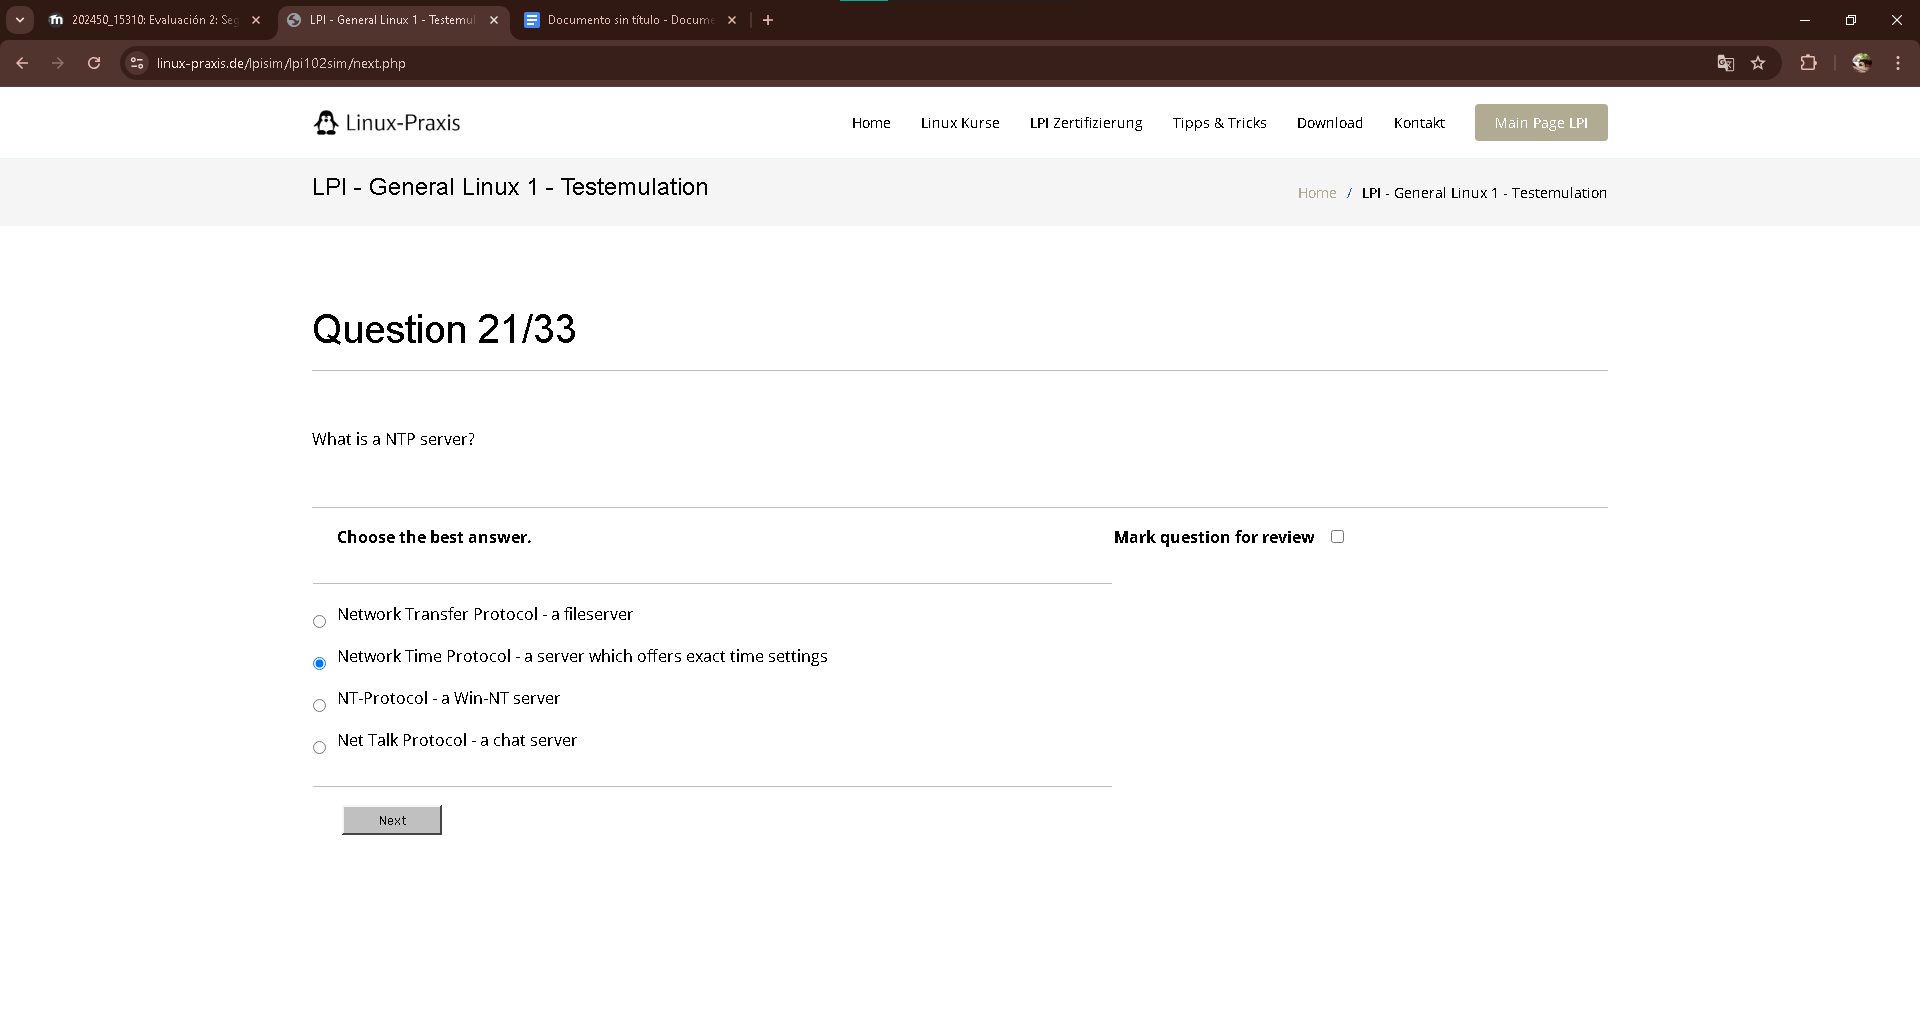 202450_15310: Evaluación 2: Seg
LPI - General Linux 1 - Testemul
Documento sin título - Docume
linux-praxis.de/lpisim/lpi102sim/next.php
Linux-Praxis
Home
Linux Kurse
LPI Zertifizierung
Tipps & Tricks
Download
Kontakt
Main Page LPI
LPI - General Linux 1 - Testemulation
Home / LPI - General Linux 1 - Testemulation
Question 21/33
What is a NTP server?
Choose the best answer.
Mark question for review
Network Transfer Protocol - a fileserver
Network Time Protocol - a server which offers exact time settings
NT-Protocol - a Win-NT server
Net Talk Protocol - a chat server
Next